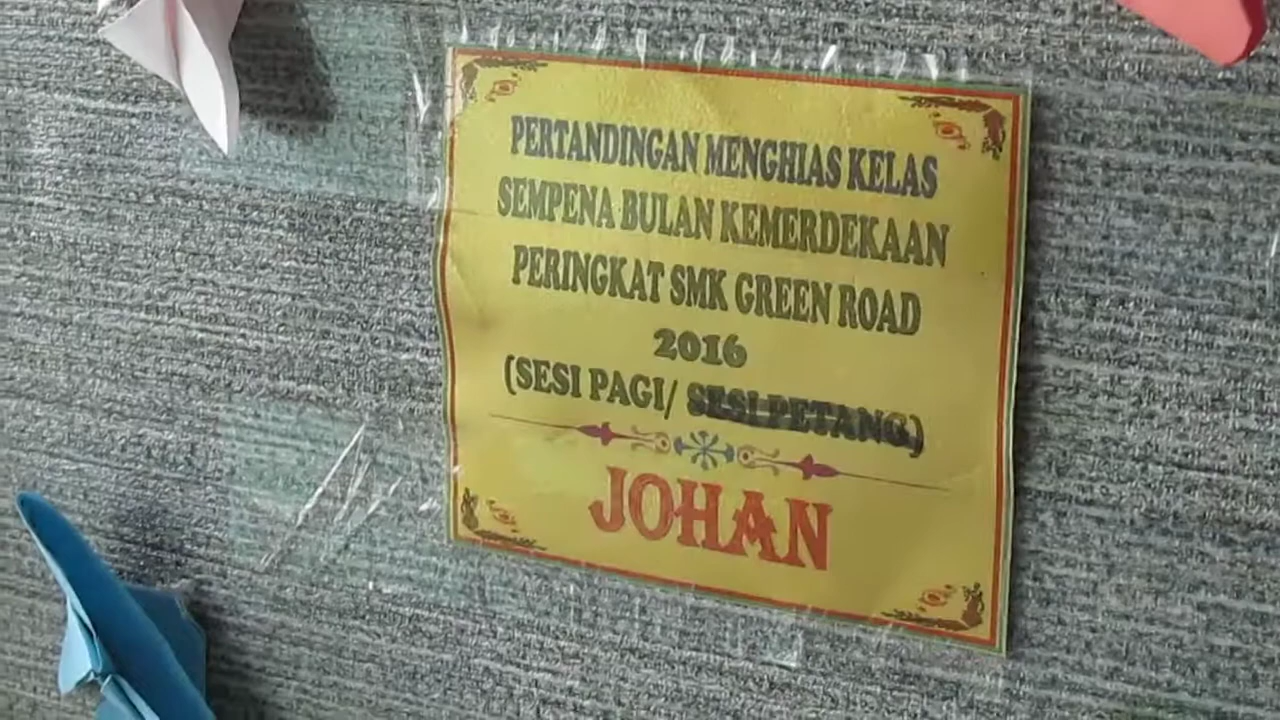 PERTANDINGAN MENGHIAS KELAS
SEMPENA BULAN KEMERDEKAAN
PERINGKAT SMK GREEN ROAD
2016
(SESI PAGI/ SESI PETANG)
JOHAN